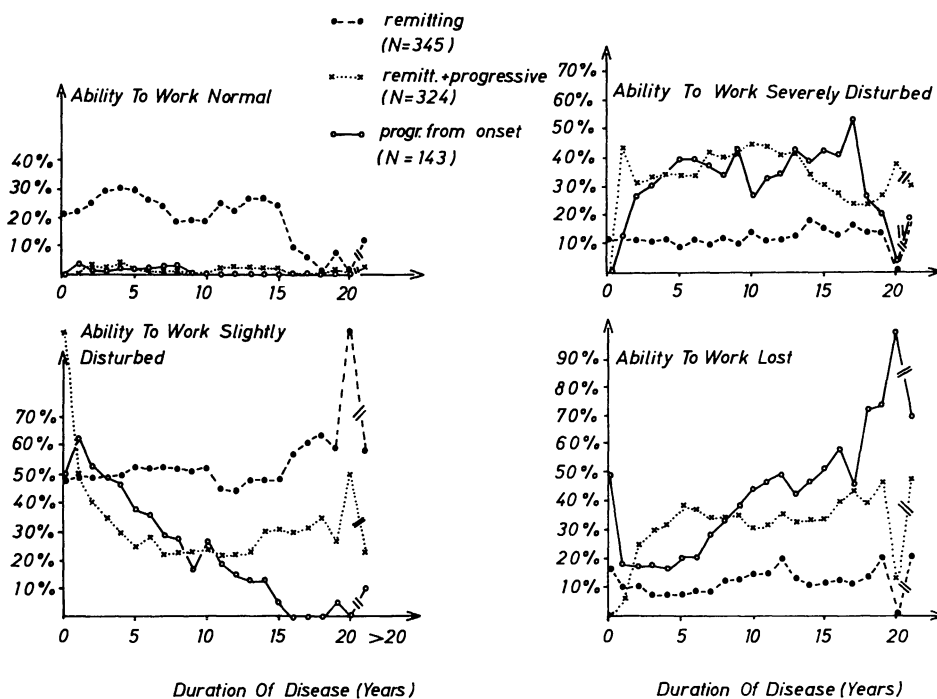 remitting
(N=345)
remitt.+progressive
(N=324)
progr. from onset
(N = 143)
Ability To Work Normal
40%
30%
20%
10%
0 5 10 15 20
Ability To Work Severely Disturbed
70%
60%
50%
40%
30%
20%
10%
0 5 10 15 20
Ability To Work Slightly
Disturbed
70%
60%
50%
40%
30%
20%
10%
0 5 10 15 20 >20
Duration Of Disease (Years)
Ability To Work Lost
90%
80%
70%
60%
50%
40%
30%
20%
10%
0 5 10 15 20
Duration Of Disease (Years)